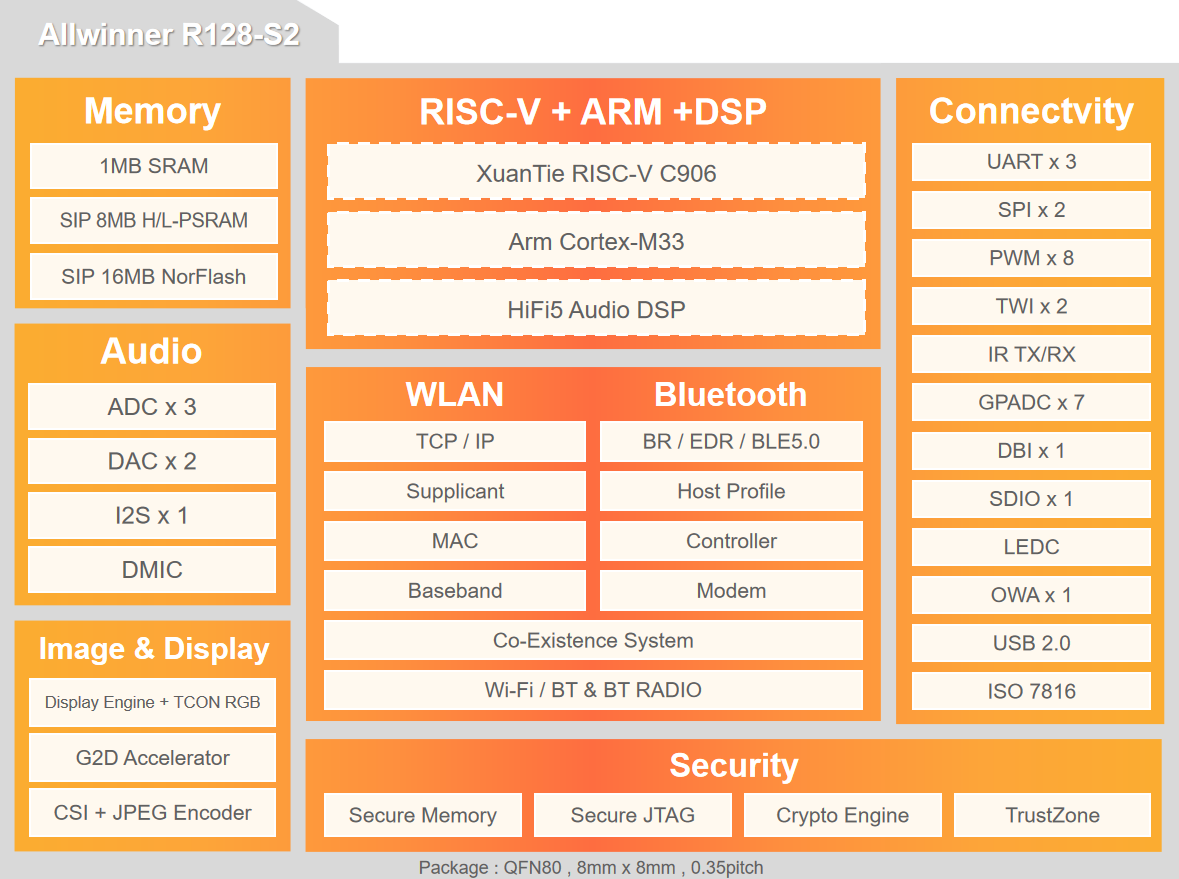 Allwinner R128-S2
Memory
1MB SRAM
SIP 8MB H/L-PSRAM
SIP 16MB NorFlash
Audio
ADC x 3
DAC x 2
I2S x 1
DMIC
Image & Display
Display Engine + TCON RGB
G2D Accelerator
CSI + JPEG Encoder
RISC-V + ARM +DSP
XuanTie RISC-V C906
Arm Cortex-M33
HiFi5 Audio DSP
WLAN
TCP / IP
Supplicant
MAC
Baseband
Bluetooth
BR / EDR / BLE5.0
Host Profile
Controller
Modem
Co-Existence System
Wi-Fi / BT & BT RADIO
Connectvity
UART x 3
SPI x 2
PWM x 8
TWI x 2
IR TX/RX
GPADC x 7
DBI x 1
SDIO x 1
LEDC
OWA x 1
USB 2.0
ISO 7816
Security
Secure Memory
Secure JTAG
Crypto Engine
TrustZone
Package : QFN80 , 8mm x 8mm , 0.35pitch